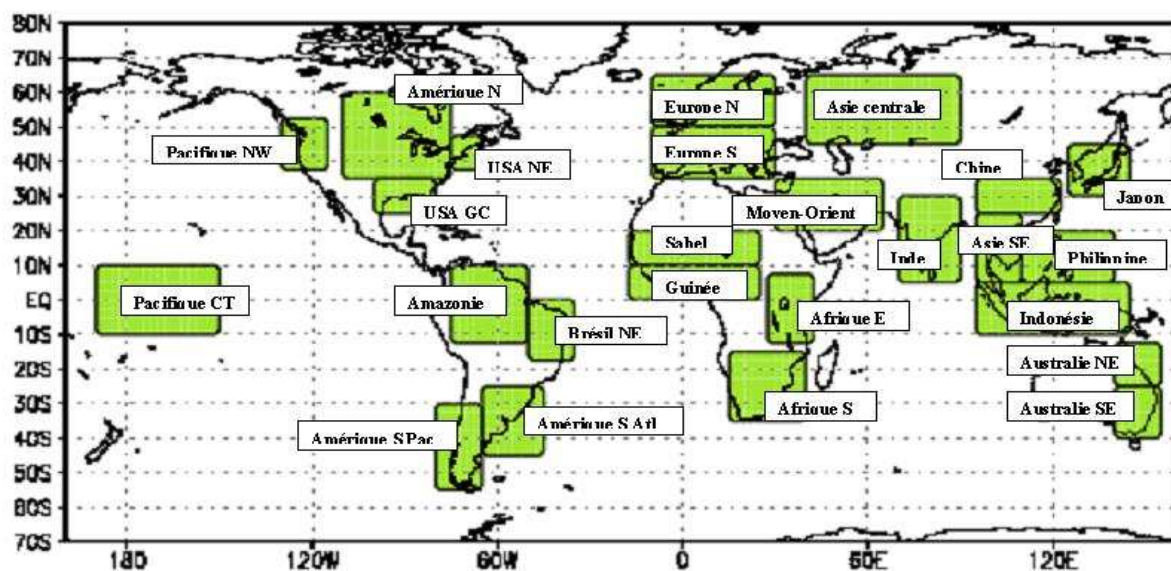 80N
70N
Amérique N
60N
Europe N
Asie centrale
50N
Pacifique NW
Europe S
40N
USA NE
Chine
30N
Japon
USA GC
Moyen-Orient
20N
Sahel
Inde
Asie SE
Philippine
10N
Guinée
EQ
Pacifique CT
Amazonie
Afrique E
Indonésie
10S
Brésil NE
20S
Australie NE
30S
Afrique S
Australie SE
40S
Amérique S Pac
Amérique S Atl
50S
60S
70S
80S
70S
180
120W
60W
0
60E
120E